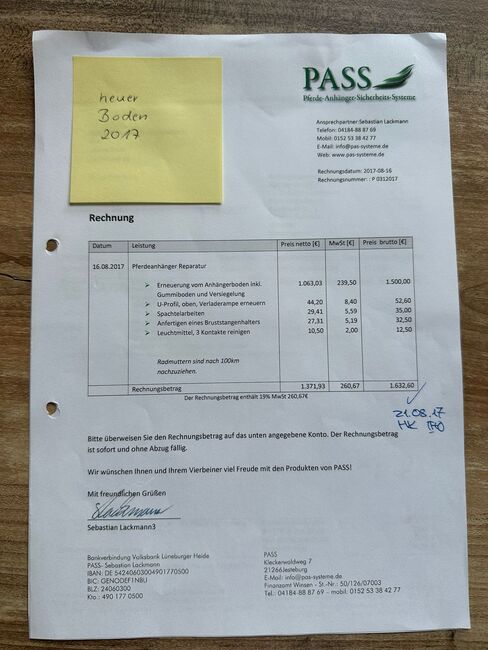 neuer
Boden
2017
PASS
Pferde-Anhänger-Sicherheits-Systeme
Ansprechpartner:Sebastian Lackmann
Telefon: 04184-88 87 69
Mobil: 0152 53 38 42 77
E-Mail: info@pas-systeme.de
Web: www.pas-systeme.de
Rechnungsdatum: 2017-08-16
Rechnungsnummer: : P 0312017
Rechnung
Datum Leistung Preis netto [€] MwSt [€] Preis brutto [€]
16.08.2017 Pferdeanhänger Reparatur
Erneuerung vom Anhängerboden inkl. 1.063,03 239,50 1.500,00
Gummiboden und Versiegelung
U-Profil, oben, Verladerampe erneuern 44,20 8,40 52,60
Spachtelarbeiten 29,41 5,59 35,00
Anfertigen eines Bruststangenhalters 27,31 5,19 32,50
Leuchtmittel, 3 Kontakte reinigen 10,50 2,00 12,50
Radmuttern sind nach 100km
nachzuziehen.
Rechnungsbetrag 1.371,93 260,67 1.632,60
Der Rechnungsbetrag enthält 19% MwSt 260,67€
21.08.17
HK
Bitte überweisen Sie den Rechnungsbetrag auf das unten angegebene Konto. Der Rechnungsbetrag
ist sofort und ohne Abzug fällig.
Wir wünschen Ihnen und Ihrem Vierbeiner viel Freude mit den Produkten von PASS!
Mit freundlichen Grüßen
Sebastian Lackmann3
Bankverbindung Volksbank Lüneburger Heide
PASS- Sebastian Lackmann
IBAN: DE 54240603004901770500
BIC: GENODEF1NBU
BLZ: 24060300
Kto.: 490 177 0500
PASS
Kleckerwaldweg 7
21266Jesteburg
E-Mail: info@pas-systeme.de
Finanzamt Winsen - St.-Nr.: 50/126/07003
Tel.: 04184-88 87 69 – mobil: 0152 53 38 42 77